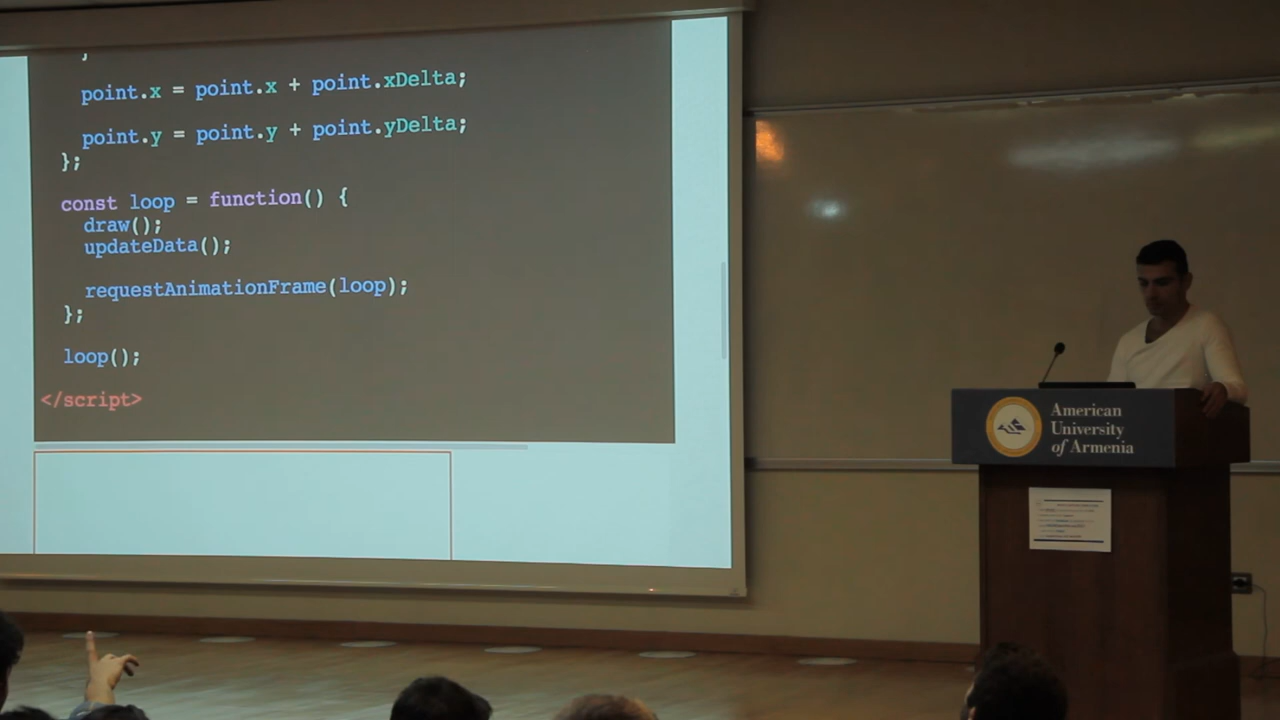 point.x = point.x + point.xDelta;
point.y = point.y + point.yDelta;
};
const loop = function() {
draw();
updateData();
requestAnimationFrame(loop);
};
loop();
</script>
American
University
of Armenia